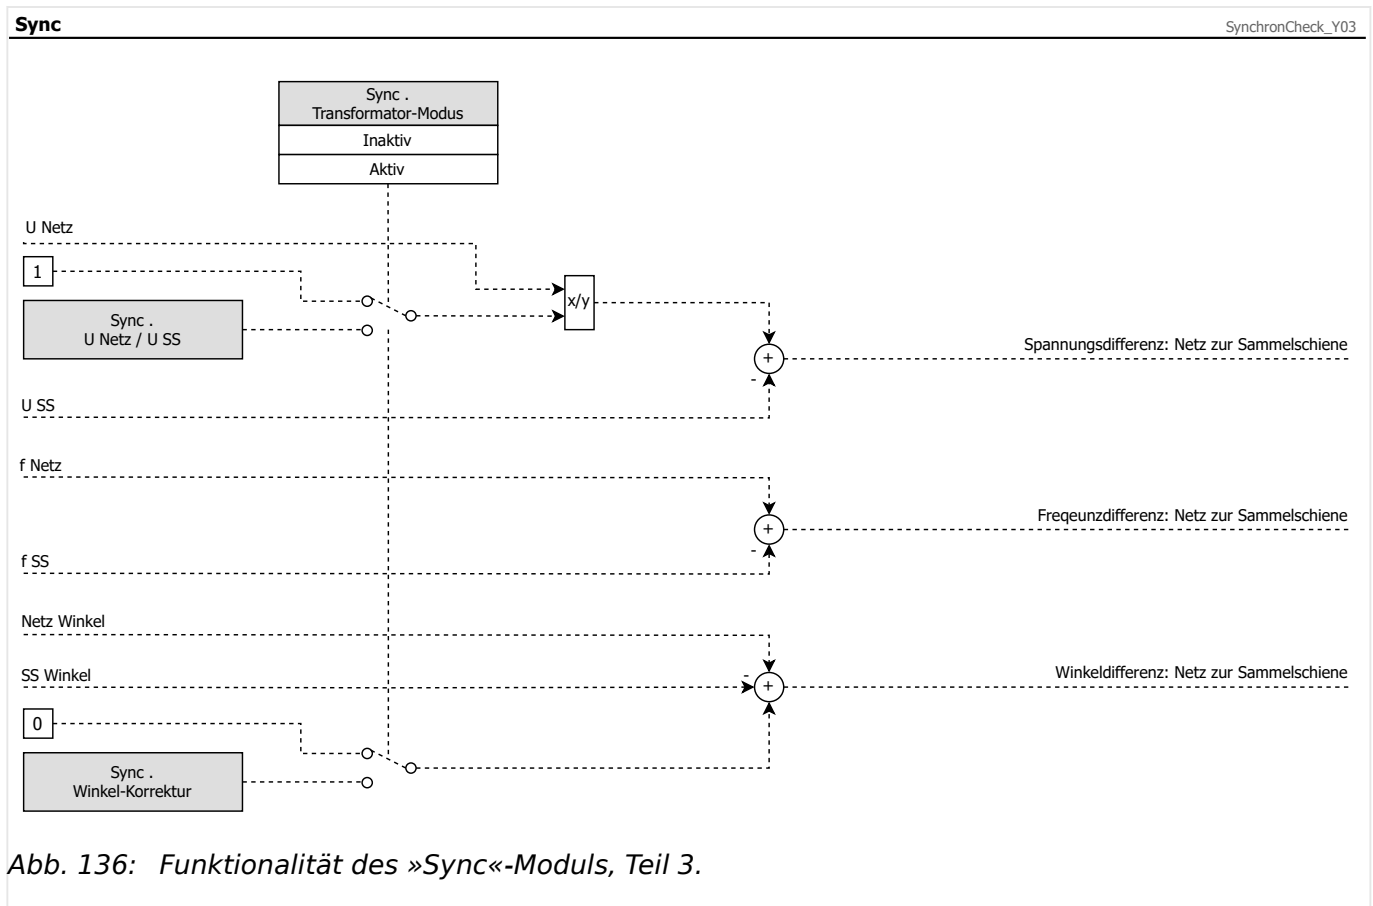 Sync
SynchronCheck_Y03
Sync .
Transformator-Modus
Inaktiv
Aktiv
U Netz
1
Sync .
U Netz / U SS
x/y
+
-
Spannungsdifferenz: Netz zur Sammelschiene
U SS
f Netz
+
-
Freqeunzdifferenz: Netz zur Sammelschiene
f SS
Netz Winkel
SS Winkel
-
+
Winkeldifferenz: Netz zur Sammelschiene
0
Sync .
Winkel-Korrektur
Abb. 136: Funktionalität des »Sync«-Moduls, Teil 3.